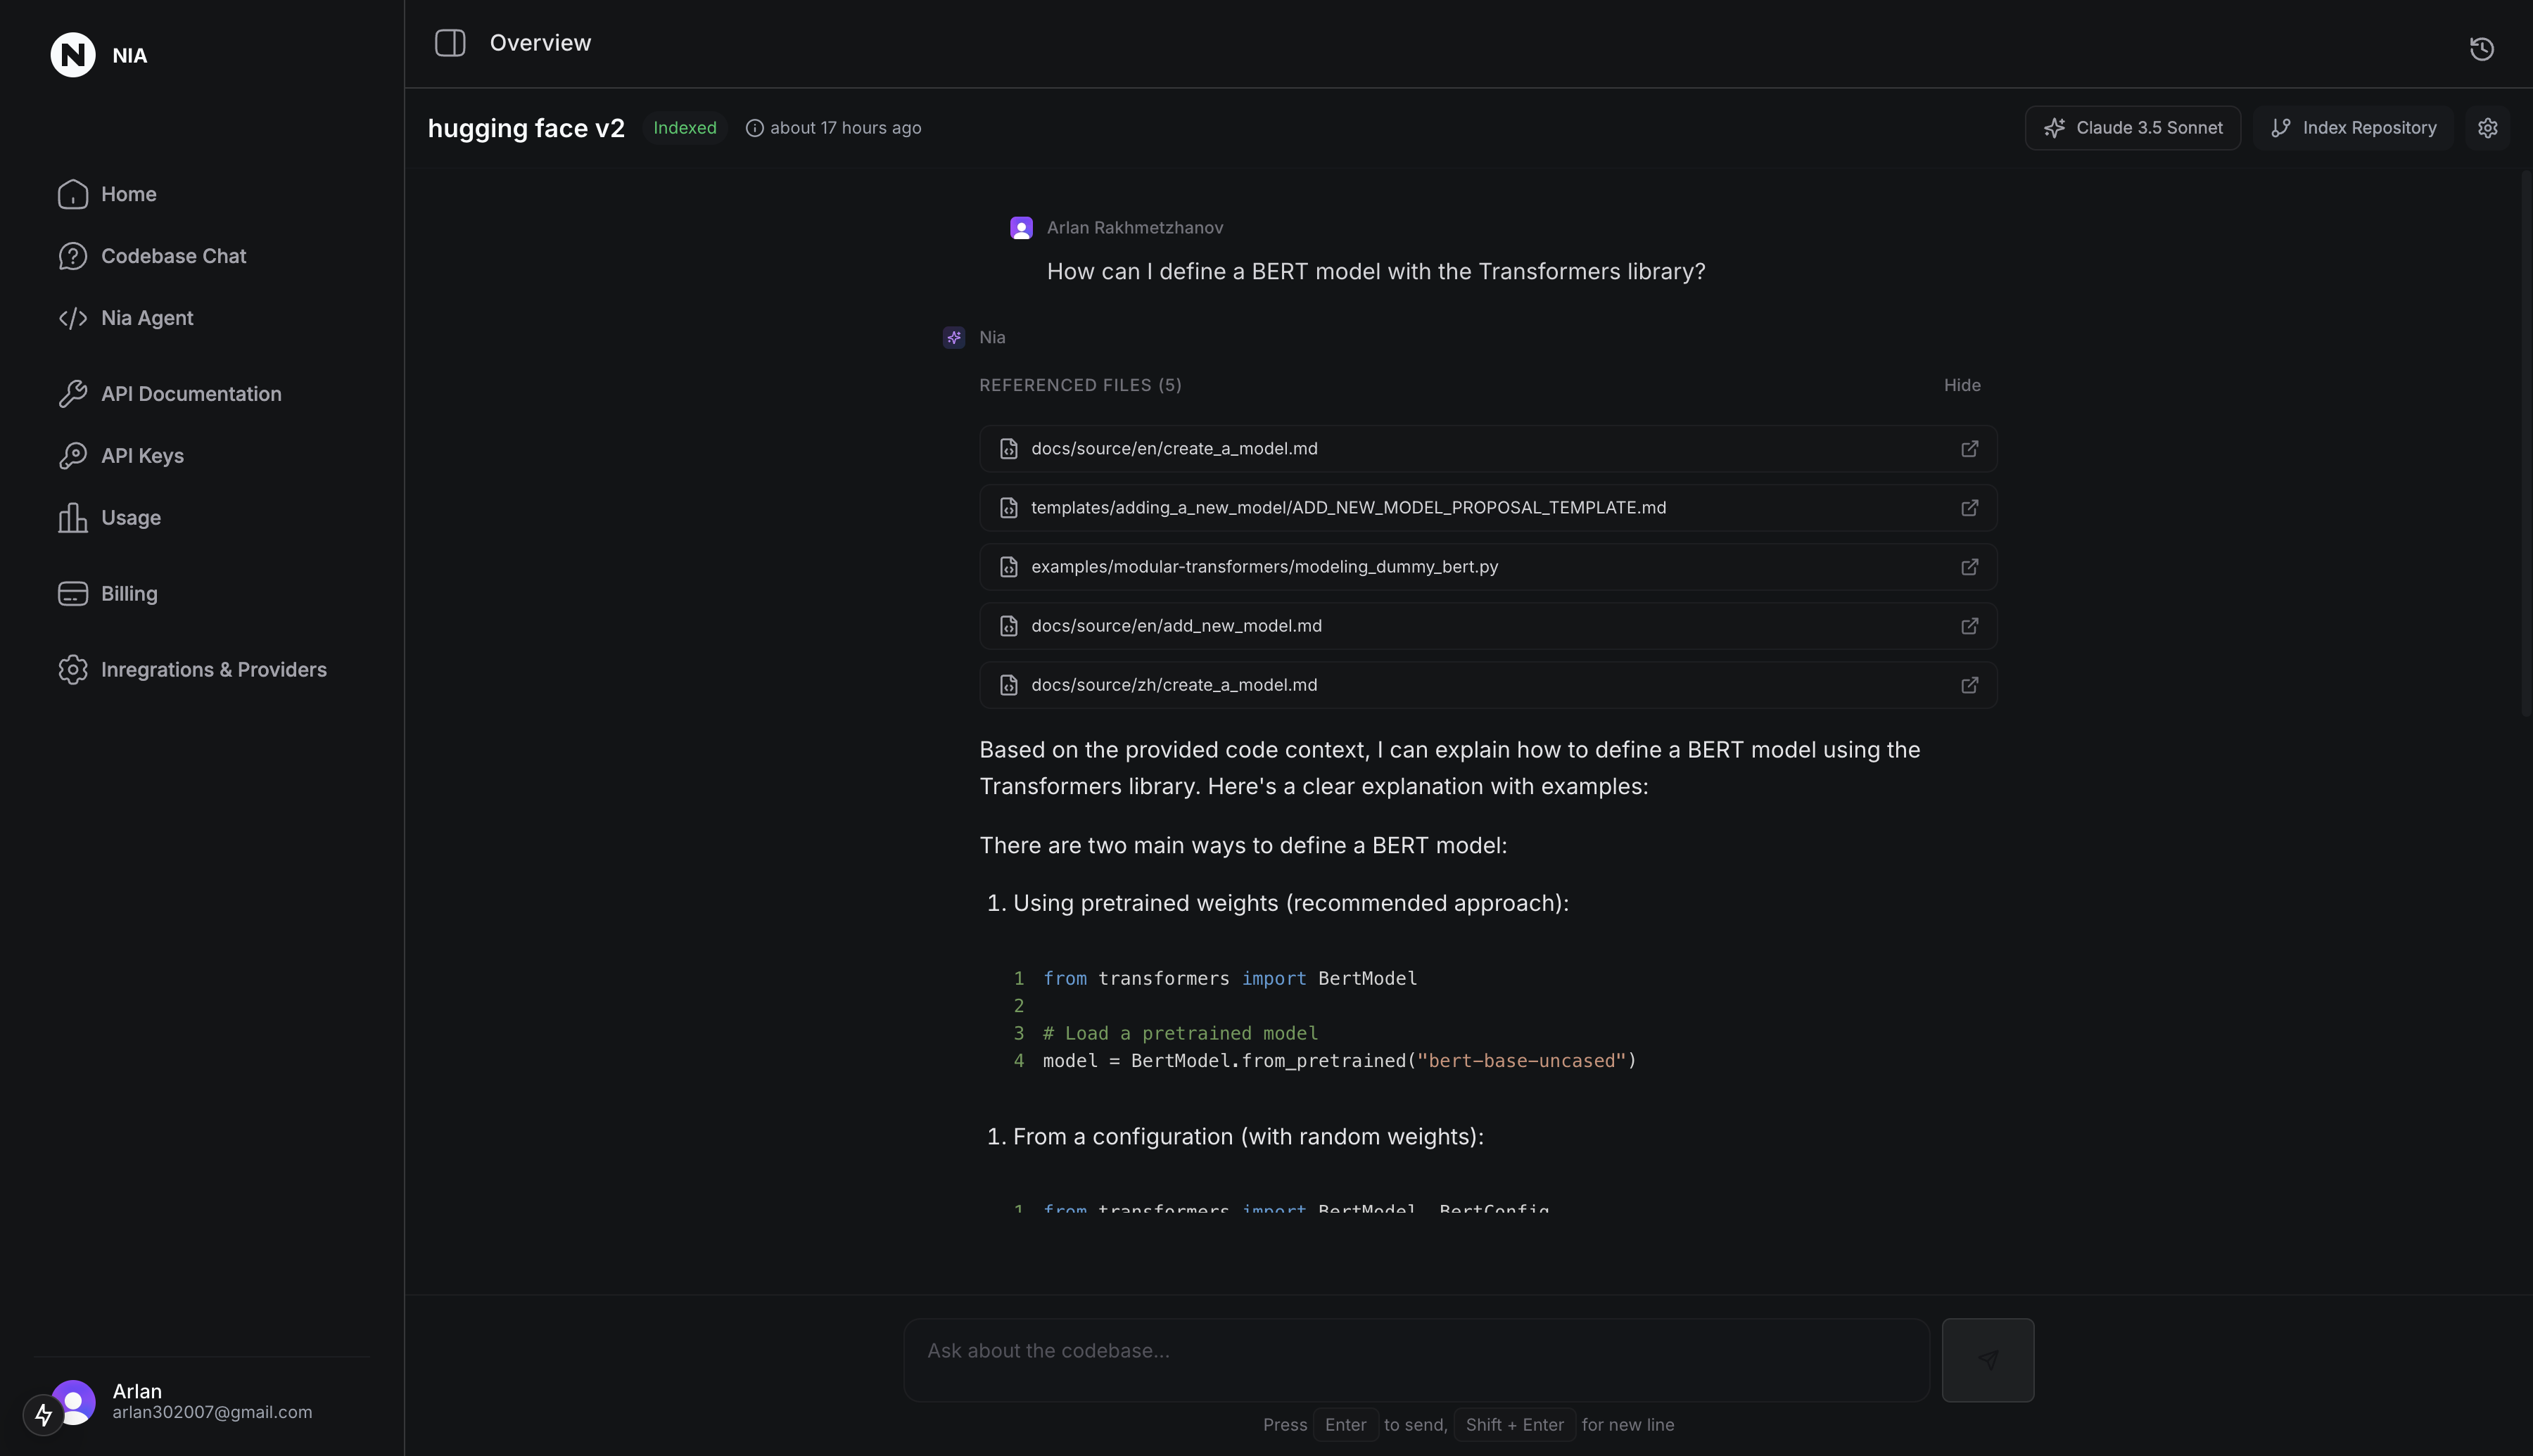 NIA
Home
Codebase Chat
Nia Agent
API Documentation
API Keys
Usage
Billing
Inregrations & Providers
Arlan
arlan302007@gmail.com
Overview
hugging face v2
Indexed
about 17 hours ago
Claude 3.5 Sonnet
Index Repository
Arlan Rakhmetzhanov
How can I define a BERT model with the Transformers library?
Nia
REFERENCED FILES (5)
Hide
docs/source/en/create_a_model.md
templates/adding_a_new_model/ADD_NEW_MODEL_PROPOSAL_TEMPLATE.md
examples/modular-transformers/modeling_dummy_bert.py
docs/source/en/add_new_model.md
docs/source/zh/create_a_model.md
Based on the provided code context, I can explain how to define a BERT model using the
Transformers library. Here's a clear explanation with examples:
There are two main ways to define a BERT model:
1. Using pretrained weights (recommended approach):
1 from transformers import BertModel
2
3 # Load a pretrained model
4 model = BertModel.from_pretrained("bert-base-uncased")
1. From a configuration (with random weights):
1 from transformers import BertModel, BertConfig
Ask about the codebase...
Press Enter to send, Shift + Enter for new line